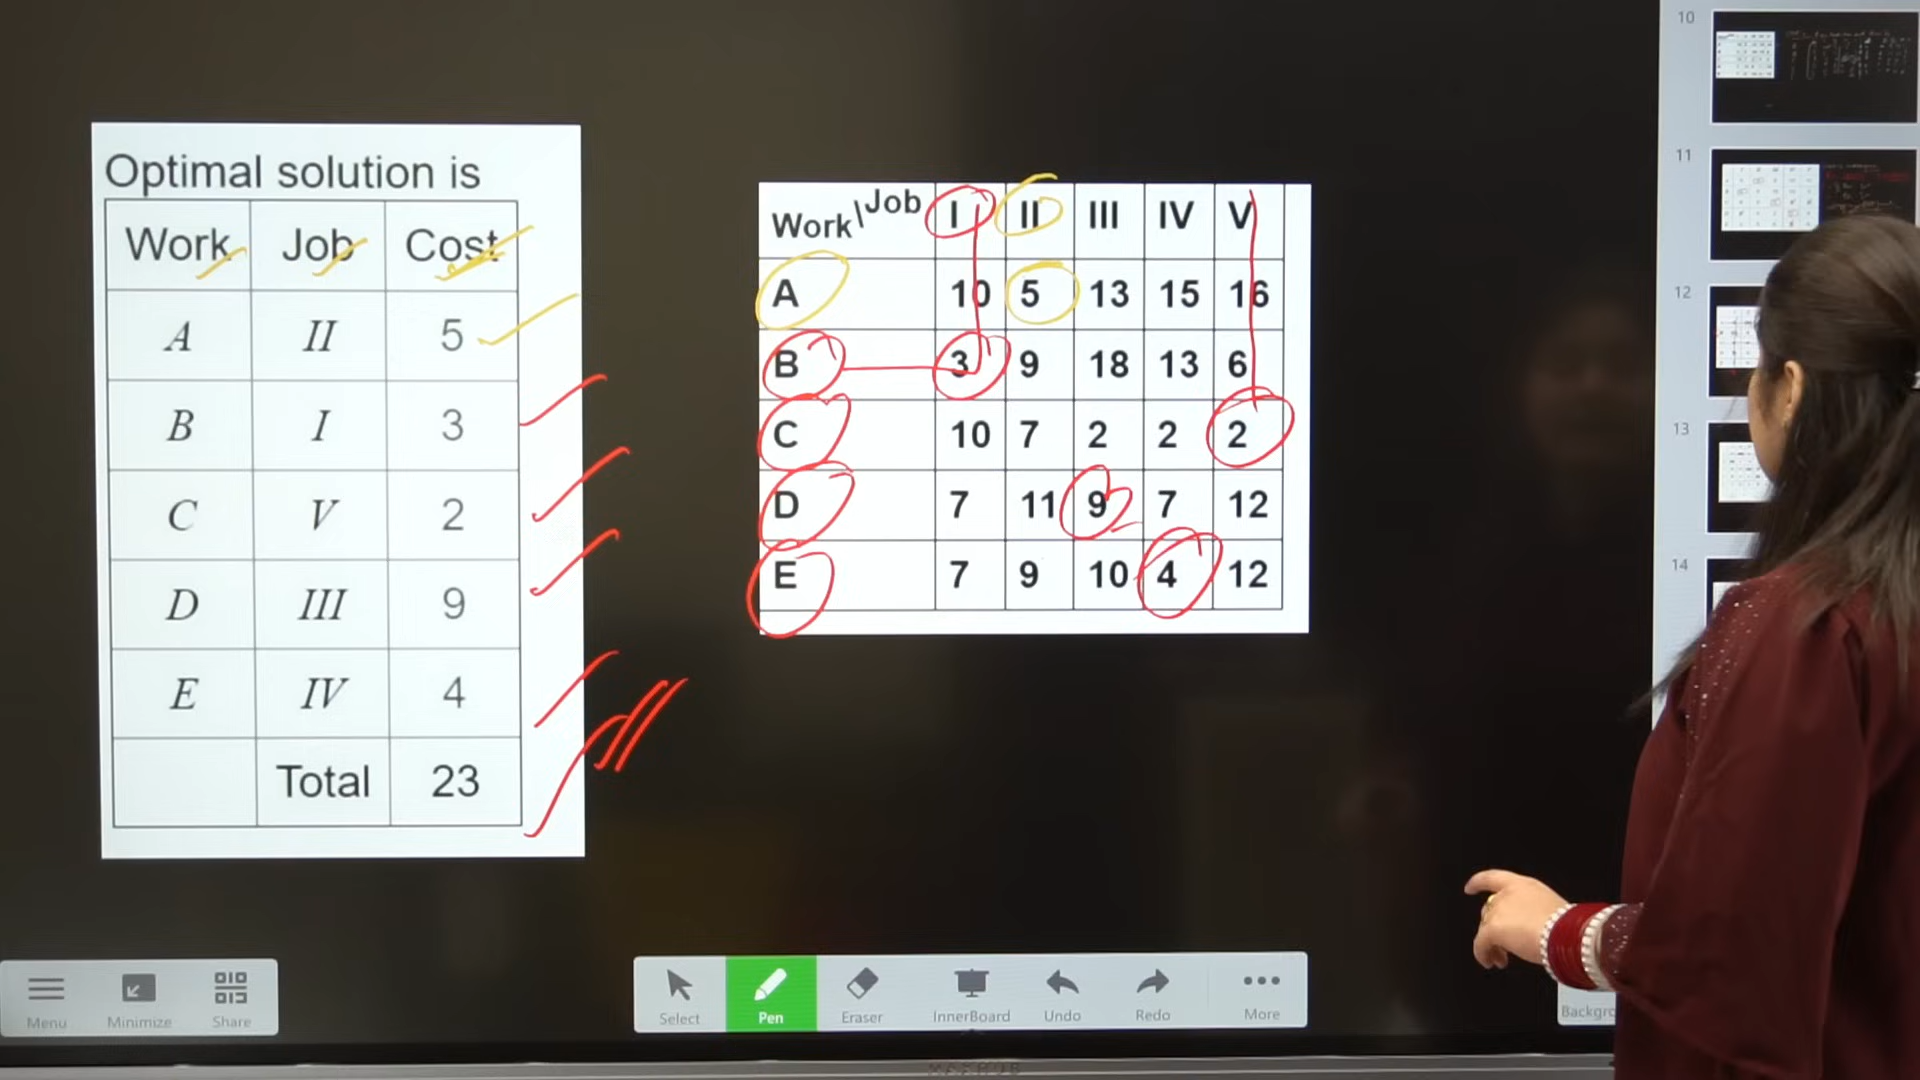 Optimal solution is
Work Job Cost
A II 5
B I 3
C V 2
D III 9
E IV 4
Total 23
Work\Job I II III IV V
A 10 5 13 15 16
B 3 9 18 13 6
C 10 7 2 2 2
D 7 11 9 7 12
E 7 9 10 4 12
10
11
12
13
14
Menu Minimize Share
Select Pen Eraser InnerBoard Undo Redo More